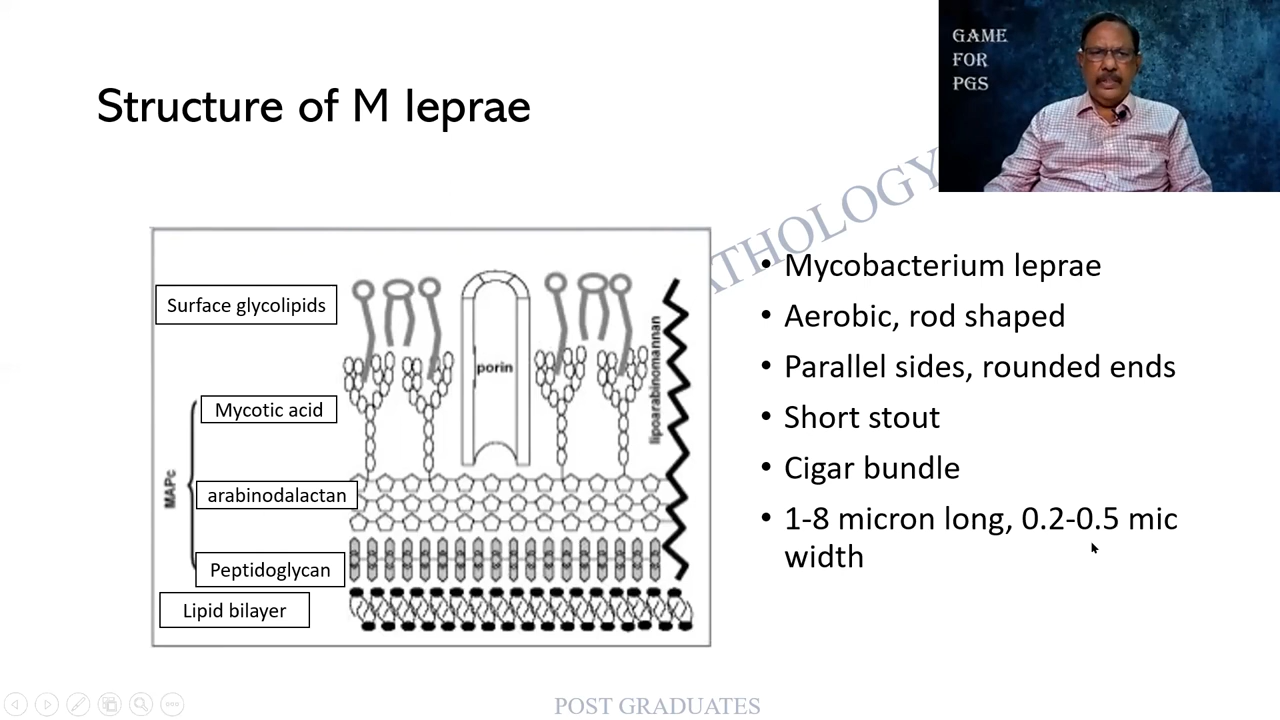 GAME
FOR
PGS
Structure of M leprae
THOLOGY
Surface glycolipids
porin
lipoarabinomannan
Mycotic acid
MAPc
arabinodalactan
Peptidoglycan
Lipid bilayer
• Mycobacterium leprae
• Aerobic, rod shaped
• Parallel sides, rounded ends
• Short stout
• Cigar bundle
• 1-8 micron long, 0.2-0.5 mic
width
POST GRADUATES